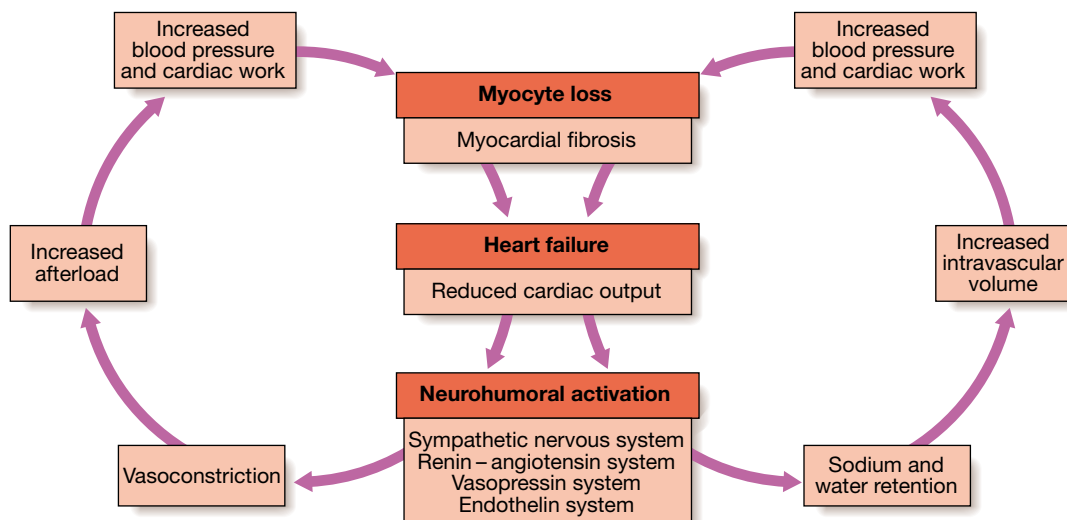 Increased
blood pressure
and cardiac work
Increased
blood pressure
and cardiac work
Myocyte loss
Myocardial fibrosis
Increased
afterload
Heart failure
Reduced cardiac output
Increased
intravascular
volume
Neurohumoral activation
Sympathetic nervous system
Renin – angiotensin system
Vasopressin system
Endothelin system
Vasoconstriction
Sodium and
water retention